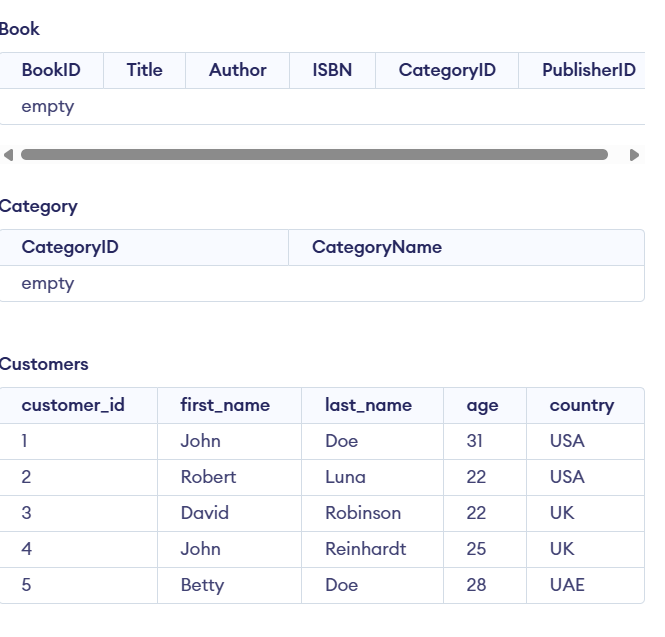 Book
BookID Title Author ISBN CategoryID PublisherID
empty
Category
CategoryID CategoryName
empty
Customers
customer_id first_name last_name age country
1 John Doe 31 USA
2 Robert Luna 22 USA
3 David Robinson 22 UK
4 John Reinhardt 25 UK
5 Betty Doe 28 UAE